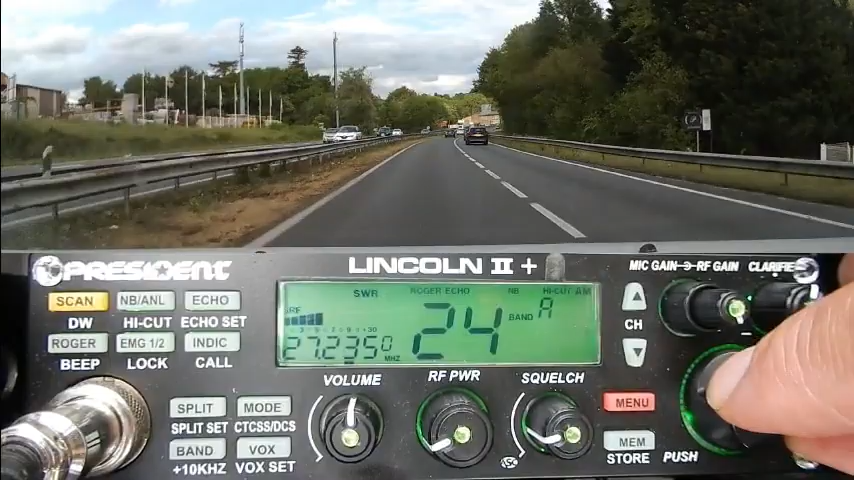 PRESIDENT LINCOLN II + MIC GAIN RF GAIN CLARIFIER
SCAN NB/ANL ECHO
DW HI-CUT ECHO SET
ROGER EMG 1/2 INDIC
BEEP LOCK CALL
SWR ROGER ECHO NB HI-CUT AM
24 BAND A
27.2350 MHZ
CH
VOLUME RF PWR SQUELCH
SPLIT MODE MENU
SPLIT SET CTCSS/DCS
BAND VOX MEM
+10KHZ VOX SET ASC STORE PUSH